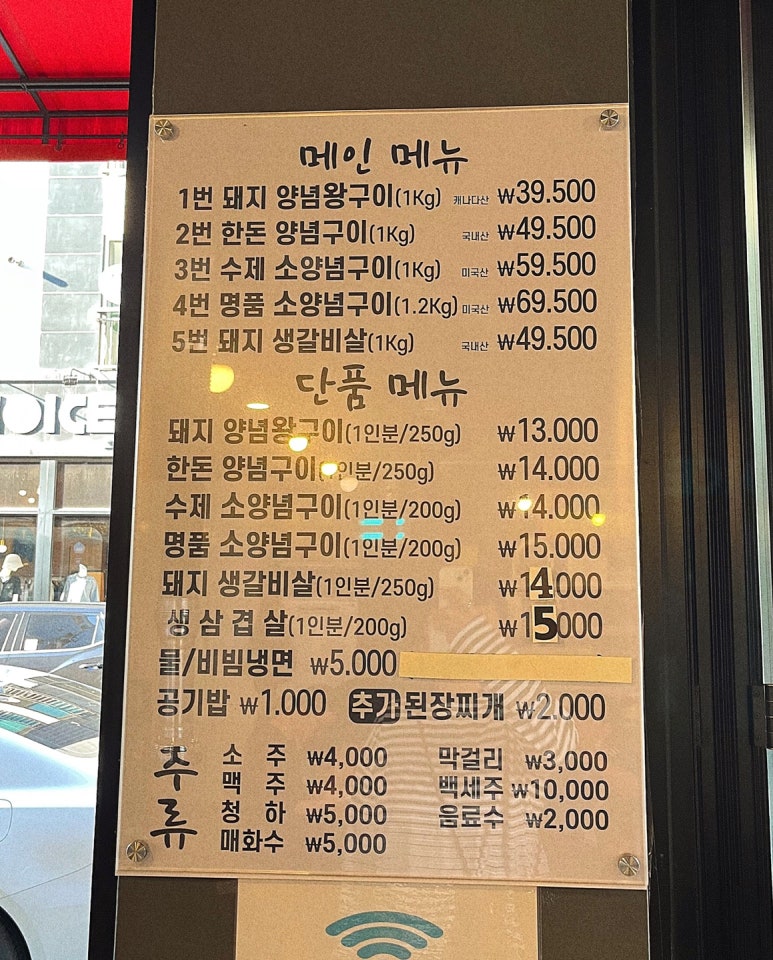 메인 메뉴
1번 돼지 양념왕구이(1Kg) 캐나다산 ₩39.500
2번 한돈 양념구이(1Kg) 국내산 ₩49.500
3번 수제 소양념구이(1Kg) 미국산 ₩59.500
4번 명품 소양념구이(1.2Kg) 미국산 ₩69.500
5번 돼지 생갈비살(1Kg) 국내산 ₩49.500
단품 메뉴
돼지 양념왕구이(1인분/250g) ₩13.000
한돈 양념구이(1인분/250g) ₩14.000
수제 소양념구이(1인분/200g) ₩14.000
명품 소양념구이(1인분/200g) ₩15.000
돼지 생갈비살(1인분/250g) ₩14000
생 삼 겹 살(1인분/200g) ₩15000
물/비빔냉면 ₩5.000
공기밥 ₩1.000 추가 된장찌개 ₩2.000
주류
소 주 ₩4,000 막걸리 ₩3,000
맥 주 ₩4,000 백세주 ₩10,000
청 하 ₩5,000 음료수 ₩2,000
매화수 ₩5,000